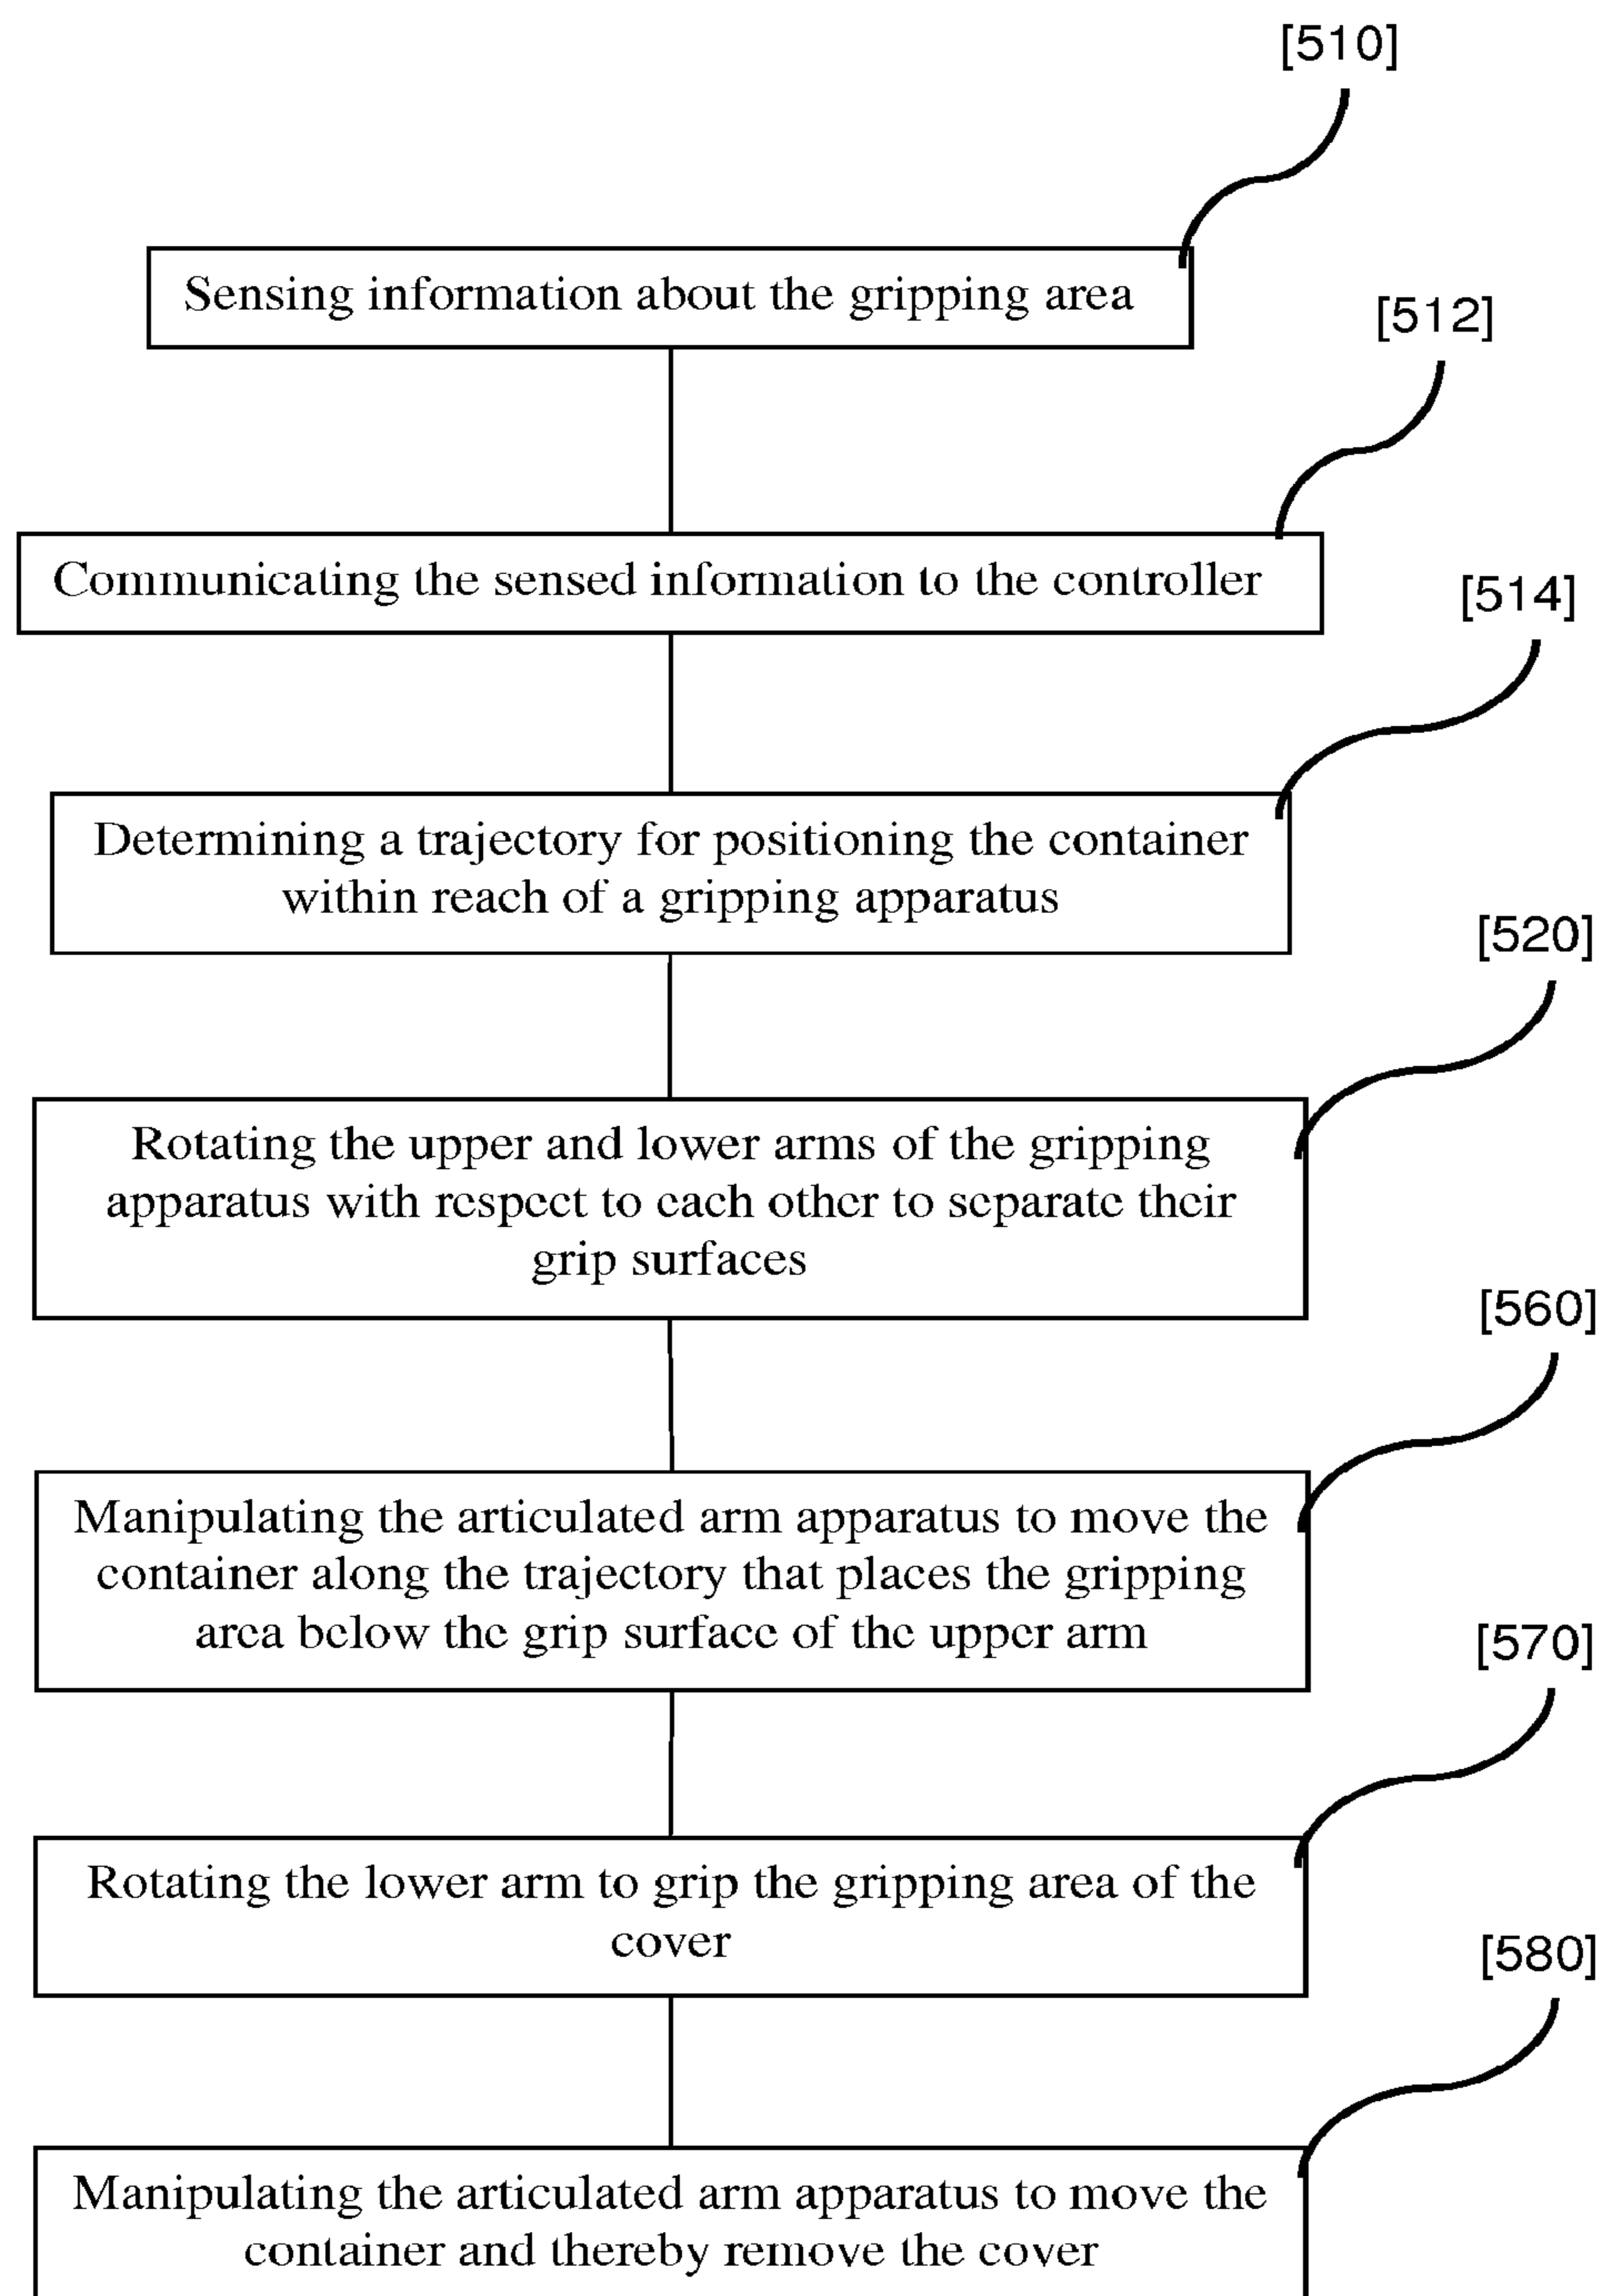 [510]
Sensing information about the gripping area
[512]
Communicating the sensed information to the controller
[514]
Determining a trajectory for positioning the container
within reach of a gripping apparatus
[520]
Rotating the upper and lower arms of the gripping
apparatus with respect to each other to separate their
grip surfaces
[560]
Manipulating the articulated arm apparatus to move the
container along the trajectory that places the gripping
area below the grip surface of the upper arm
[570]
Rotating the lower arm to grip the gripping area of the
cover
[580]
Manipulating the articulated arm apparatus to move the
container and thereby remove the cover